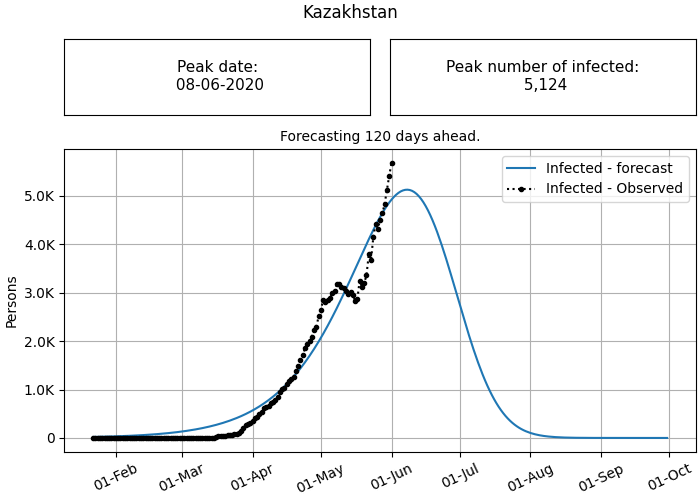 Kazakhstan
Peak date:
08-06-2020
Peak number of infected:
5,124
Forecasting 120 days ahead.
Infected - forecast
Infected - Observed
Persons
5.0K
4.0K
3.0K
2.0K
1.0K
0
01-Feb
01-Mar
01-Apr
01-May
01-Jun
01-Jul
01-Aug
01-Sep
01-Oct